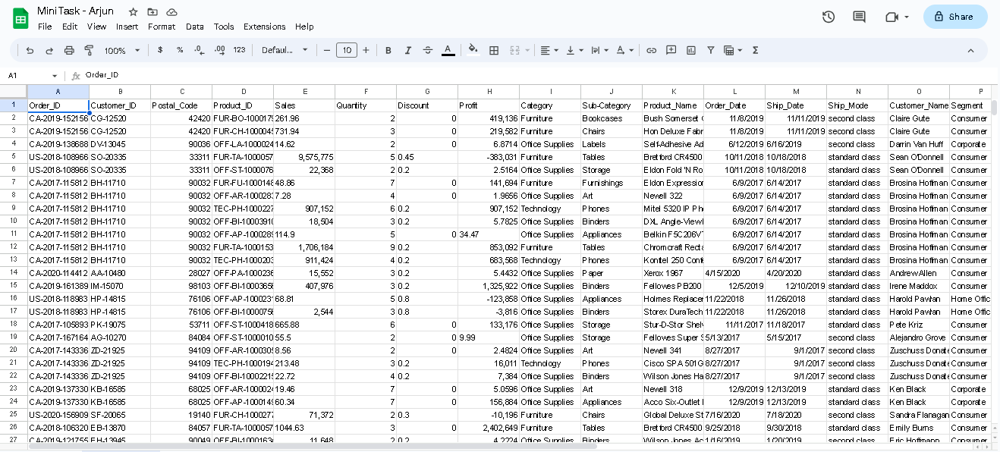 Mini Task - Arjun
File Edit View Insert Format Data Tools Extensions Help
Share
100% $ % .0 .00 123 Defaul... 10 B I A
A1 Order_ID
A B C D E F G H I J K L M N O P
1 Order_ID Customer_ID Postal_Code Product_ID Sales Quantity Discount Profit Category Sub-Category Product_Name Order_Date Ship_Date Ship_Mode Customer_Name Segment
2 CA-2019-152156 CG-12520 42420 FUR-BO-1000179 261.96 2 0 419,136 Furniture Bookcases Bush Somerset 11/8/2019 11/11/2019 second class Claire Gute Consumer
3 CA-2019-152156 CG-12520 42420 FUR-CH-1000045 731.94 3 0 219,582 Furniture Chairs Hon Deluxe Fabr 11/8/2019 11/11/2019 second class Claire Gute Consumer
4 CA-2019-138688 DV-13045 90036 OFF-LA-1000024 14.62 2 0 6.8714 Office Supplies Labels Self-Adhesive Ad 6/12/2019 6/16/2019 second class Darrin Van Huff Corporate
5 US-2018-108966 SO-20335 33311 FUR-TA-1000057 9,575,775 5 0.45 -383,031 Furniture Tables Bretford CR4500 10/11/2018 10/18/2018 standard class Sean O'Donnell Consumer
6 US-2018-108966 SO-20335 33311 OFF-ST-1000076 22,368 2 0.2 2.5164 Office Supplies Storage Eldon Fold 'N Ro 10/11/2018 10/18/2018 standard class Sean O'Donnell Consumer
7 CA-2017-115812 BH-11710 90032 FUR-FU-1000148 48.86 7 0 141,694 Furniture Furnishings Eldon Expression 6/9/2017 6/14/2017 standard class Brosina Hoffman Consumer
8 CA-2017-115812 BH-11710 90032 OFF-AR-1000283 7.28 4 0 1.9656 Office Supplies Art Newell 322 6/9/2017 6/14/2017 standard class Brosina Hoffman Consumer
9 CA-2017-115812 BH-11710 90032 TEC-PH-1000227 907,152 6 0.2 907,152 Technology Phones Mitel 5320 IP Ph 6/9/2017 6/14/2017 standard class Brosina Hoffman Consumer
10 CA-2017-115812 BH-11710 90032 OFF-BI-10003910 18,504 3 0.2 5.7825 Office Supplies Binders DXL Angle-View 6/9/2017 6/14/2017 standard class Brosina Hoffman Consumer
11 CA-2017-115812 BH-11710 90032 OFF-AP-1000289 114.9 5 0 34.47 Office Supplies Appliances Belkin F5C206V 6/9/2017 6/14/2017 standard class Brosina Hoffman Consumer
12 CA-2017-115812 BH-11710 90032 FUR-TA-1000153 1,706,184 9 0.2 853,092 Furniture Tables Chromcraft Recta 6/9/2017 6/14/2017 standard class Brosina Hoffman Consumer
13 CA-2017-115812 BH-11710 90032 TEC-PH-1000203 911,424 4 0.2 683,568 Technology Phones Konftel 250 Conf 6/9/2017 6/14/2017 standard class Brosina Hoffman Consumer
14 CA-2020-114412 AA-10480 28027 OFF-PA-1000236 15,552 3 0.2 5.4432 Office Supplies Paper Xerox 1967 4/15/2020 4/20/2020 standard class Andrew Allen Consumer
15 CA-2019-161389 IM-15070 98103 OFF-BI-1000365 407,976 3 0.2 1,325,922 Office Supplies Binders Fellowes PB200 12/5/2019 12/10/2019 standard class Irene Maddox Consumer
16 US-2018-118983 HP-14815 76106 OFF-AP-1000231 68.81 5 0.8 -123,858 Office Supplies Appliances Holmes Replacer 11/22/2018 11/26/2018 standard class Harold Pawlan Home Offic
17 US-2018-118983 HP-14815 76106 OFF-BI-1000075 2,544 3 0.8 -3,816 Office Supplies Binders Storex DuraTech 11/22/2018 11/26/2018 standard class Harold Pawlan Home Offic
18 CA-2017-105893 PK-19075 53711 OFF-ST-1000418 665.88 6 0 133,176 Office Supplies Storage Stur-D-Stor Shelv 11/11/2017 11/18/2017 standard class Pete Kriz Consumer
19 CA-2017-167164 AG-10270 84084 OFF-ST-1000010 55.5 2 0 9.99 Office Supplies Storage Fellowes Super S 5/13/2017 5/15/2017 second class Alejandro Grove Consumer
20 CA-2017-143336 ZD-21925 94109 OFF-AR-1000305 8.56 2 0 2.4824 Office Supplies Art Newell 341 8/27/2017 9/1/2017 second class Zuschuss Donate Consumer
21 CA-2017-143336 ZD-21925 94109 TEC-PH-1000194 213.48 3 0.2 16,011 Technology Phones Cisco SPA 501G 8/27/2017 9/1/2017 second class Zuschuss Donate Consumer
22 CA-2017-143336 ZD-21925 94109 OFF-BI-1000221 22.72 4 0.2 7,384 Office Supplies Binders Wilson Jones Ha 8/27/2017 9/1/2017 second class Zuschuss Donate Consumer
23 CA-2019-137330 KB-16585 68025 OFF-AR-1000024 19.46 7 0 5.0596 Office Supplies Art Newell 318 12/9/2019 12/13/2019 standard class Ken Black Corporate
24 CA-2019-137330 KB-16585 68025 OFF-AP-1000149 60.34 7 0 156,884 Office Supplies Appliances Acco Six-Outlet 12/9/2019 12/13/2019 standard class Ken Black Corporate
25 US-2020-156909 SF-20065 19140 FUR-CH-1000277 71,372 2 0.3 -10,196 Furniture Chairs Global Deluxe St 7/16/2020 7/18/2020 second class Sandra Flanagan Consumer
26 CA-2018-106320 EB-13870 84057 FUR-TA-1000057 1044.63 3 0 2,402,649 Furniture Tables Bretford CR4500 9/25/2018 9/30/2018 standard class Emily Burns Consumer
27 CA-2019-121755 EH-13945 90049 OFF-BI-1000163 11,648 2 0.2 4.2224 Office Supplies Binders Wilson Jones Ac 1/16/2019 1/20/2019 second class Eric Hoffmann Consumer